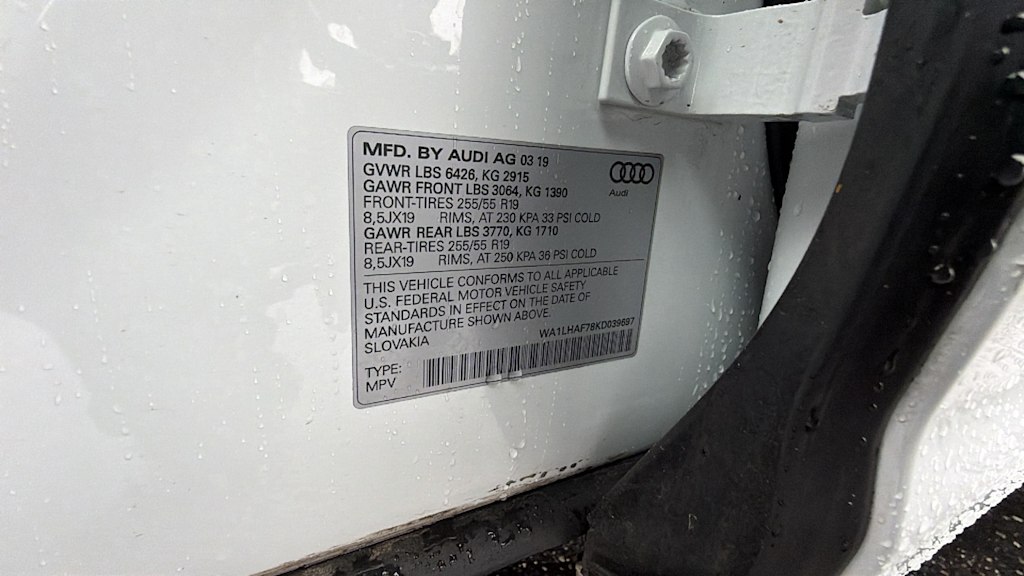 MFD. BY AUDI AG 03 19
GVWR LBS 6426, KG 2915
GAWR FRONT LBS 3064, KG 1390
FRONT-TIRES 255/55 R19
8,5JX19 RIMS, AT 230 KPA 33 PSI COLD
GAWR REAR LBS 3770, KG 1710
REAR-TIRES 255/55 R19
8,5JX19 RIMS, AT 250 KPA 36 PSI COLD
Audi
THIS VEHICLE CONFORMS TO ALL APPLICABLE
U.S. FEDERAL MOTOR VEHICLE SAFETY
STANDARDS IN EFFECT ON THE DATE OF
MANUFACTURE SHOWN ABOVE.
SLOVAKIA WA1LHAF78KD039697
TYPE:
MPV